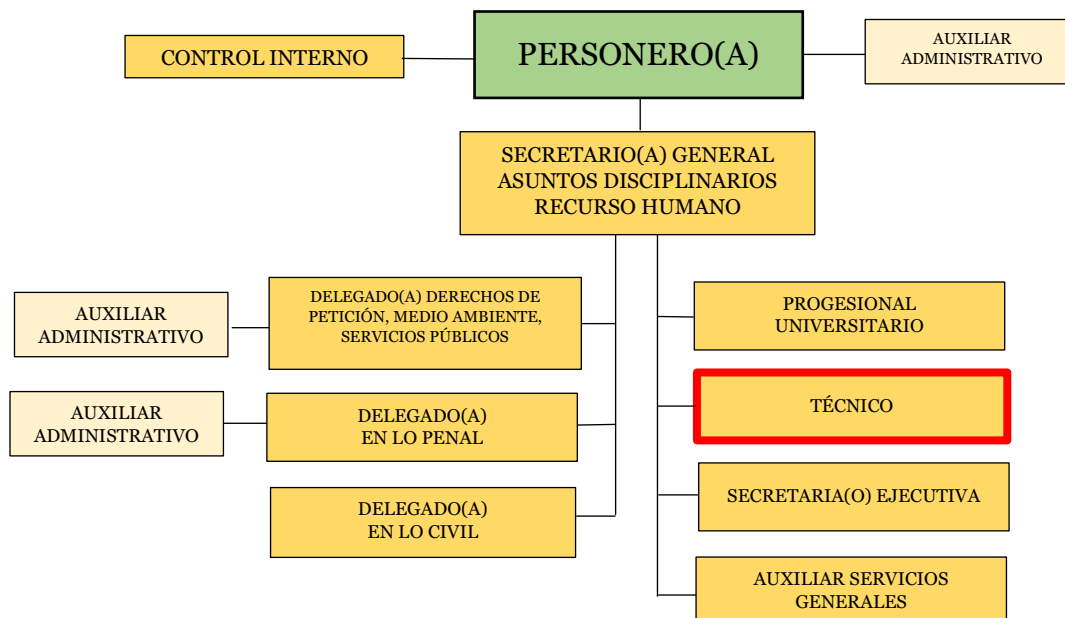 CONTROL INTERNO
PERSONERO(A)
AUXILIAR
ADMINISTRATIVO
SECRETARIO(A) GENERAL
ASUNTOS DISCIPLINARIOS
RECURSO HUMANO
AUXILIAR
ADMINISTRATIVO
DELEGADO(A) DERECHOS DE
PETICIÓN, MEDIO AMBIENTE,
SERVICIOS PÚBLICOS
PROGESIONAL
UNIVERSITARIO
AUXILIAR
ADMINISTRATIVO
DELEGADO(A)
EN LO PENAL
TÉCNICO
DELEGADO(A)
EN LO CIVIL
SECRETARIA(O) EJECUTIVA
AUXILIAR SERVICIOS
GENERALES